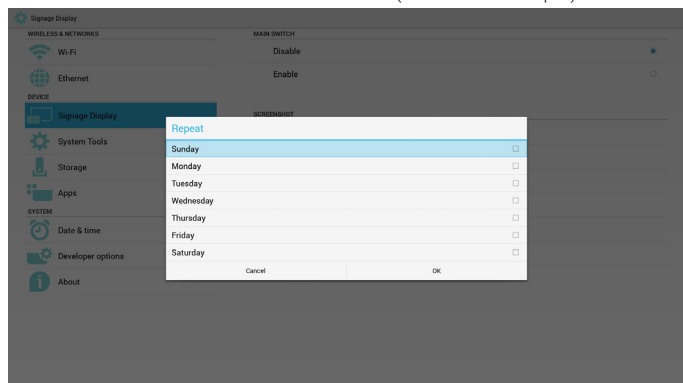 Signage Display
WIRELESS & NETWORKS
Wi-Fi
Ethernet
DEVICE
Signage Display
System Tools
Storage
Apps
SYSTEM
Date & time
Developer options
About
MAIN SWITCH
Disable
Enable
SCREENSHOT
Repeat
Sunday
Monday
Tuesday
Wednesday
Thursday
Friday
Saturday
Cancel
OK